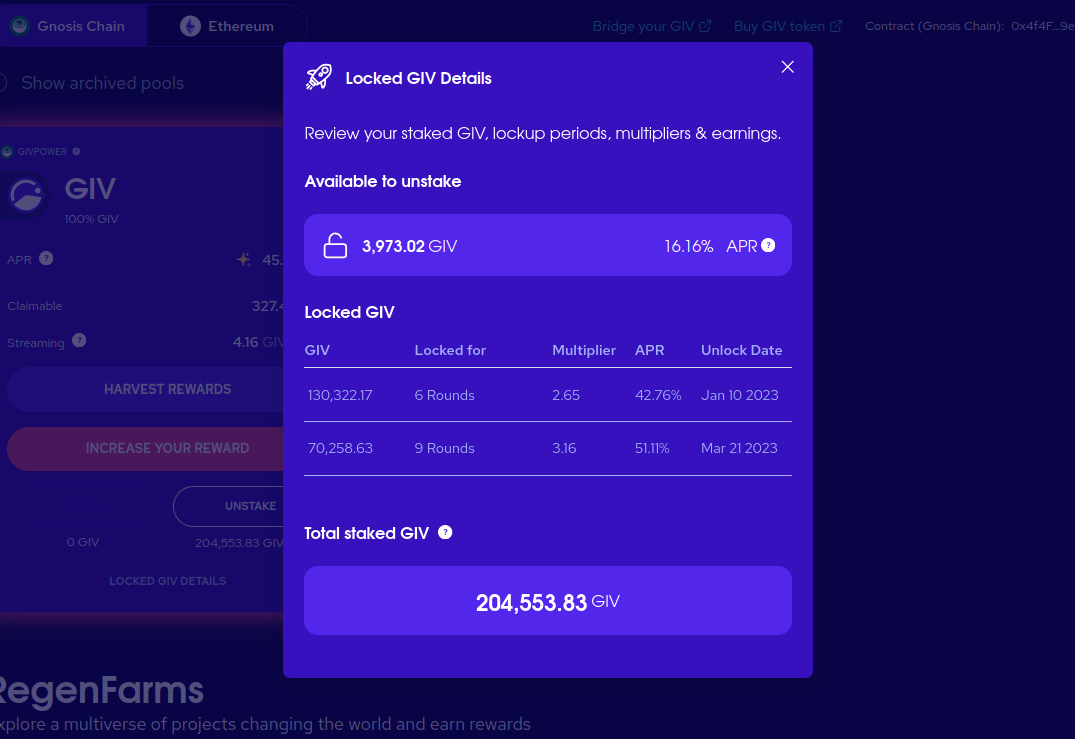 Gnosis Chain
Ethereum
Bridge your GIV
Buy GIV token
Contract (Gnosis Chain): 0x4f4F...9e
Show archived pools
GIVPOWER
GIV
100% GIV
APR ?
45.
Claimable
327.4
Streaming ?
4.16 GIV
HARVEST REWARDS
INCREASE YOUR REWARD
UNSTAKE
0 GIV
204,553.83 GIV
LOCKED GIV DETAILS
Locked GIV Details
Review your staked GIV, lockup periods, multipliers & earnings.
Available to unstake
3,973.02 GIV 16.16% APR ?
Locked GIV
GIV Locked for Multiplier APR Unlock Date
130,322.17 6 Rounds 2.65 42.76% Jan 10 2023
70,258.63 9 Rounds 3.16 51.11% Mar 21 2023
Total staked GIV ?
204,553.83 GIV
RegenFarms
xplore a multiverse of projects changing the world and earn rewards